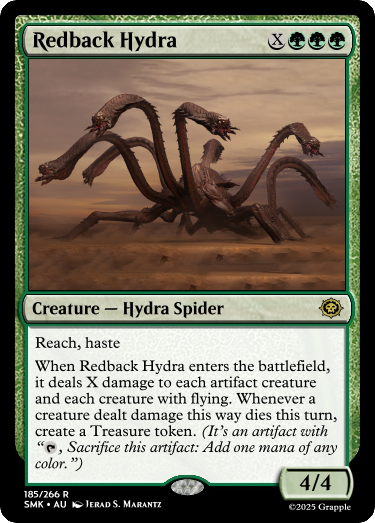 Redback Hydra X
Creature — Hydra Spider
Reach, haste
When Redback Hydra enters the battlefield,
it deals X damage to each artifact creature
and each creature with flying. Whenever a
creature dealt damage this way dies this turn,
create a Treasure token. (It's an artifact with
“, Sacrifice this artifact: Add one mana of any
color.”)
4/4
185/266 R
SMK • AU Jerad S. Marantz
©2025 Grapple